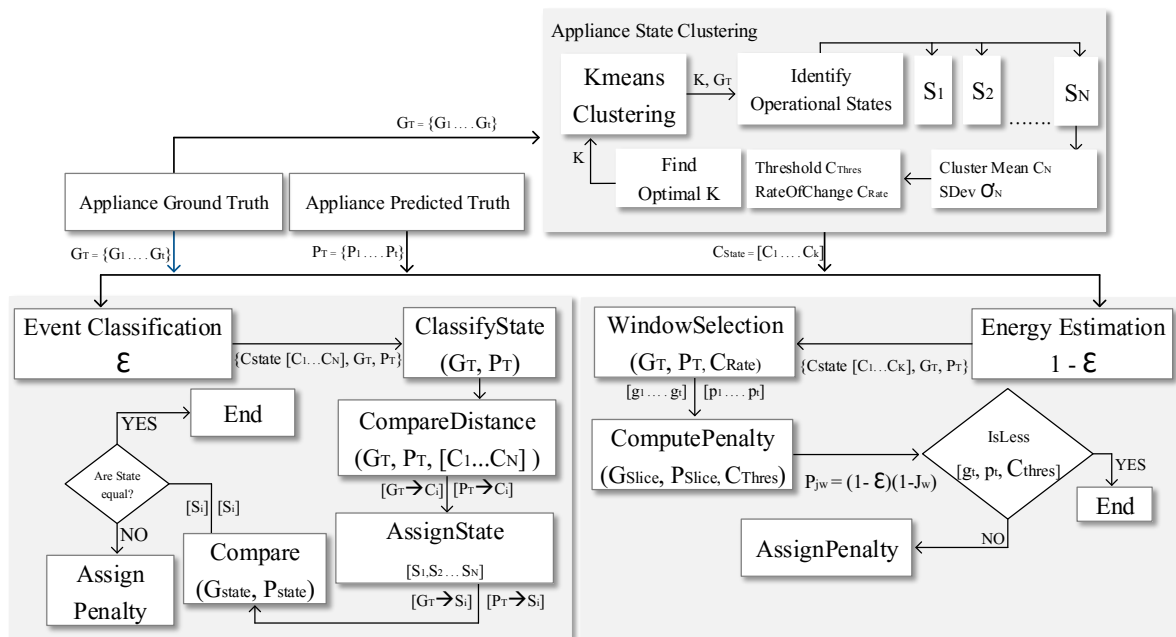 Appliance State Clustering
Kmeans
Clustering
K, GT
Identify
Operational States
S1
S2
.......
SN
K
Find
Optimal K
Threshold CThres
RateOfChange CRate
Cluster Mean CN
SDev σN
GT = {G1 .... Gt}
Appliance Ground Truth
Appliance Predicted Truth
GT = {G1 .... Gt}
PT = {P1 .... Pt}
CState = [C1 .... Ck]
Event Classification
Ɛ
{Cstate [C1...CN], GT, PT}
ClassifyState
(GT, PT)
CompareDistance
(GT, PT, [C1...CN] )
[GT→Ci]
[PT→Ci]
AssignState
[S1,S2 ... SN]
[GT→Si]
[PT→Si]
Compare
(Gstate, Pstate)
[Si]
[Si]
Are State
equal?
YES
End
NO
Assign
Penalty
WindowSelection
(GT, PT, CRate)
{Cstate [C1...CK], GT, PT}
Energy Estimation
1 - Ɛ
[g1 .... gt]
[p1 .... pt]
ComputePenalty
(GSlice, PSlice, CThres)
Pjw = (1- Ɛ)(1-Jw)
IsLess
[gt, pt, Cthres]
YES
End
NO
AssignPenalty